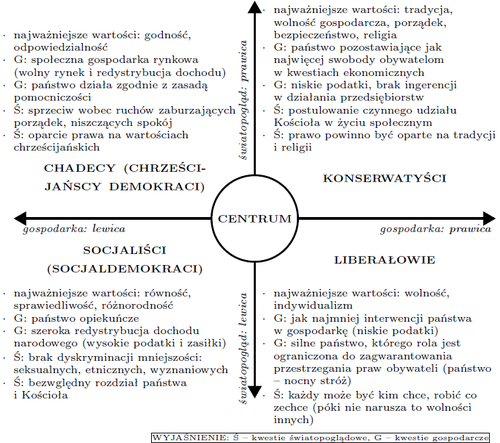 · najważniejsze wartości: godność,
odpowiedzialność
· G: społeczna gospodarka rynkowa
(wolny rynek i redystrybucja dochodu)
· G: państwo działa zgodnie z zasadą
pomocniczości
· Ś: sprzeciw wobec ruchów zaburzających
porządek, niszczących spokój
· Ś: oparcie prawa na wartościach
chrześcijańskich
CHADECY (CHRZEŚCI-
JAŃSCY DEMOKRACI)
światopogląd: prawica
· najważniejsze wartości: tradycja,
wolność gospodarcza, porządek,
bezpieczeństwo, religia
· G: państwo pozostawiające jak
najwięcej swobody obywatelom
w kwestiach ekonomicznych
· G: niskie podatki, brak ingerencji
w działania przedsiębiorstw
· Ś: postulowanie czynnego udziału
Kościoła w życiu społecznym
· Ś: prawo powinno być oparte na tradycji
i religii
KONSERWATYŚCI
CENTRUM
gospodarka: lewica
gospodarka: prawica
SOCJALIŚCI
(SOCJALDEMOKRACI)
· najważniejsze wartości: równość,
sprawiedliwość, różnorodność
· G: państwo opiekuńcze
· G: szeroka redystrybucja dochodu
narodowego (wysokie podatki i zasiłki)
· Ś: brak dyskryminacji mniejszości:
seksualnych, etnicznych, wyznaniowych
· Ś: bezwględny rozdział państwa
i Kościoła
światopogląd: lewica
LIBERAŁOWIE
· najważniejsze wartości: wolność,
indywidualizm
· G: jak najmniej interwencji państwa
w gospodarkę (niskie podatki)
· G: silne państwo, którego rola jest
ograniczona do zagwarantowania
przestrzegania praw obywateli (państwo
– nocny stróż)
· Ś: każdy może być kim chce, robić co
zechce (póki nie narusza to wolności
innych)
WYJAŚNIENIE: Ś – kwestie światopoglądowe, G – kwestie gospodarcze